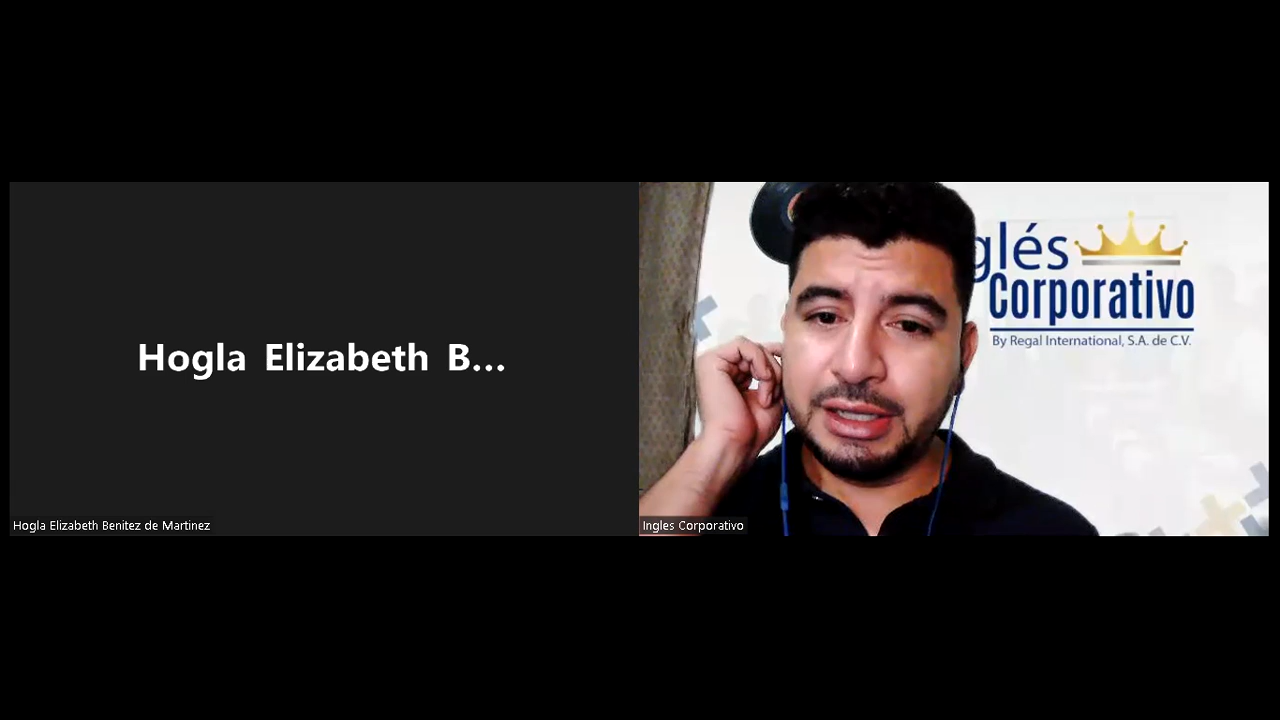 Hogla Elizabeth B...
Hogla Elizabeth Benitez de Martinez
glés
Corporativo
By Regal International, S.A. de C.V.
Ingles Corporativo